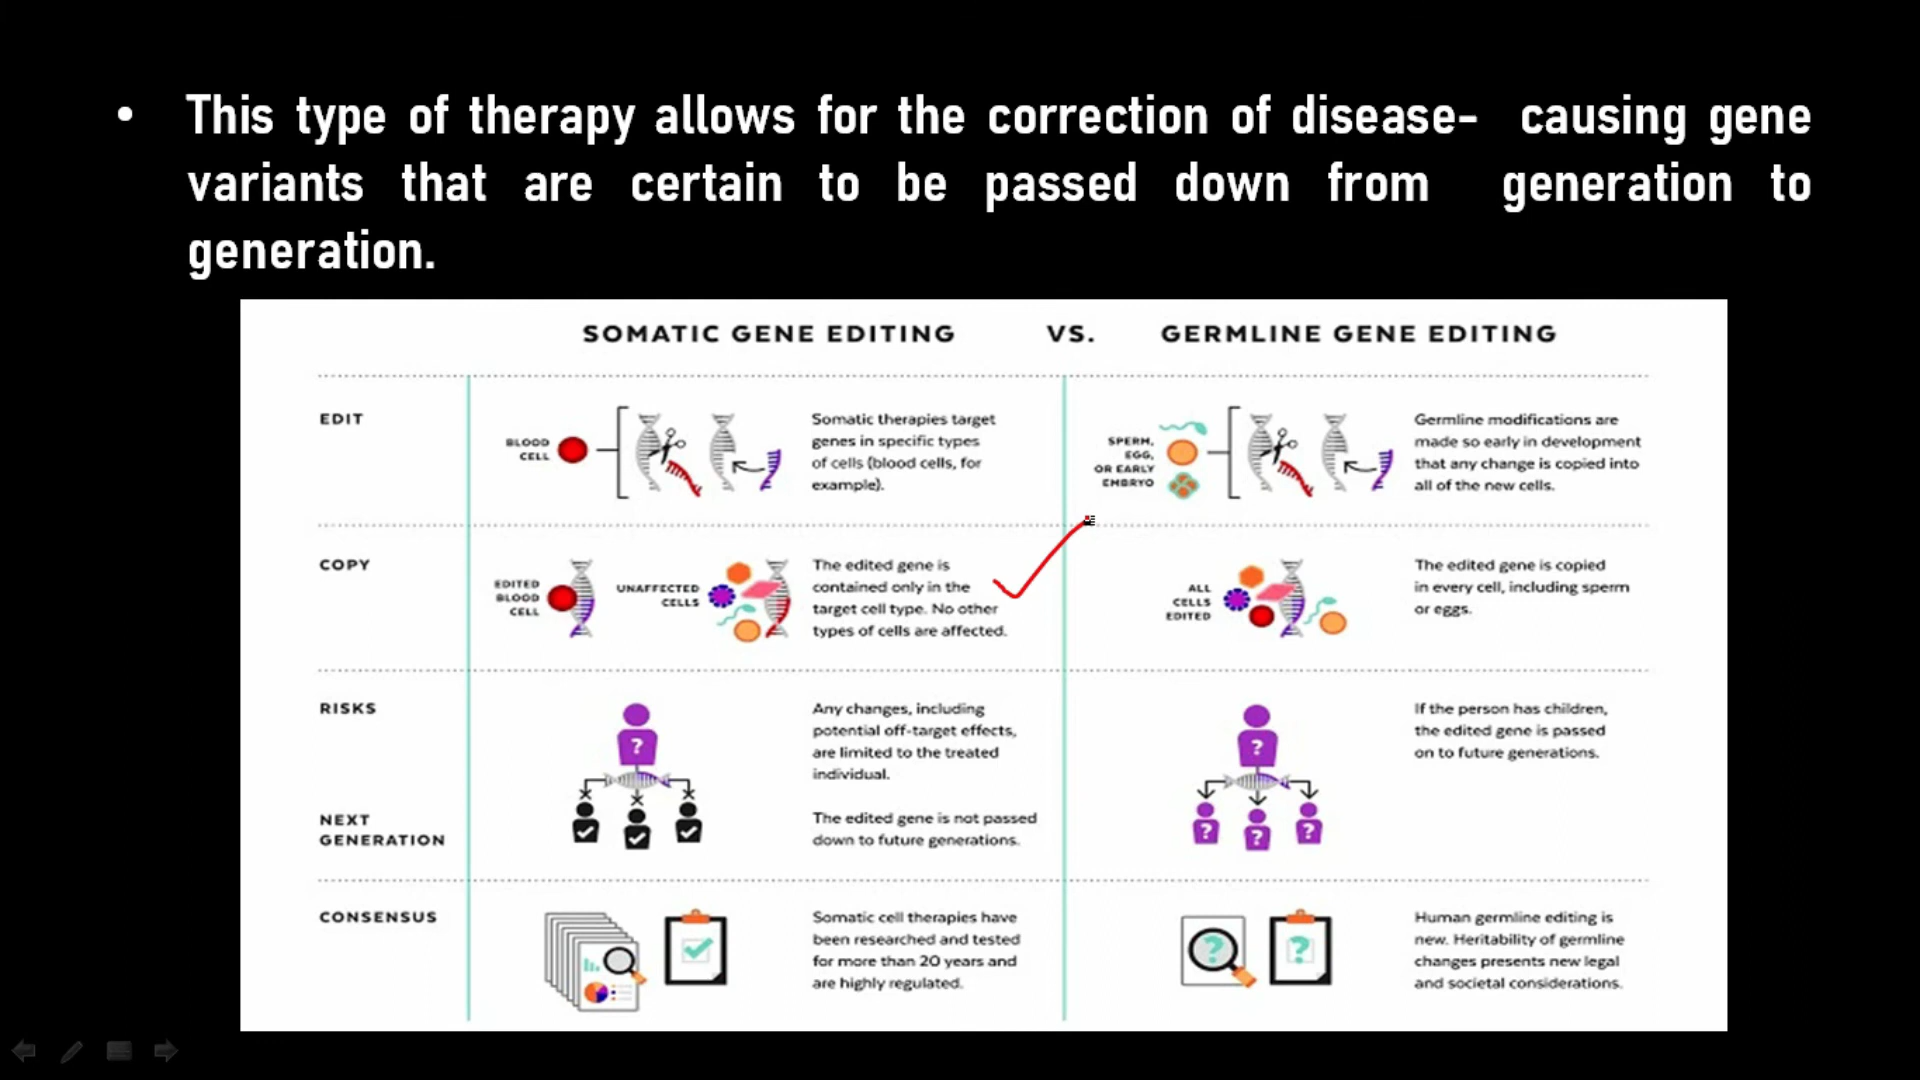 • This type of therapy allows for the correction of disease- causing gene
variants that are certain to be passed down from generation to
generation.
SOMATIC GENE EDITING VS. GERMLINE GENE EDITING
EDIT
BLOOD
CELL
Somatic therapies target
genes in specific types
of cells (blood cells, for
example).
SPERM,
EGG,
OR EARLY
EMBRYO
Germline modifications are
made so early in development
that any change is copied into
all of the new cells.
COPY
EDITED
BLOOD
CELL
UNAFFECTED
CELLS
The edited gene is
contained only in the
target cell type. No other
types of cells are affected.
ALL
CELLS
EDITED
The edited gene is copied
in every cell, including sperm
or eggs.
RISKS
?
Any changes, including
potential off-target effects,
are limited to the treated
individual.
?
If the person has children,
the edited gene is passed
on to future generations.
NEXT
GENERATION
The edited gene is not passed
down to future generations.
? ? ?
CONSENSUS
Somatic cell therapies have
been researched and tested
for more than 20 years and
are highly regulated.
? ?
Human germline editing is
new. Heritability of germline
changes presents new legal
and societal considerations.